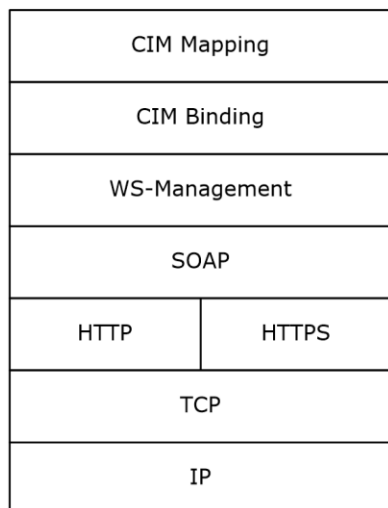 CIM Mapping
CIM Binding
WS-Management
SOAP
HTTP HTTPS
TCP
IP